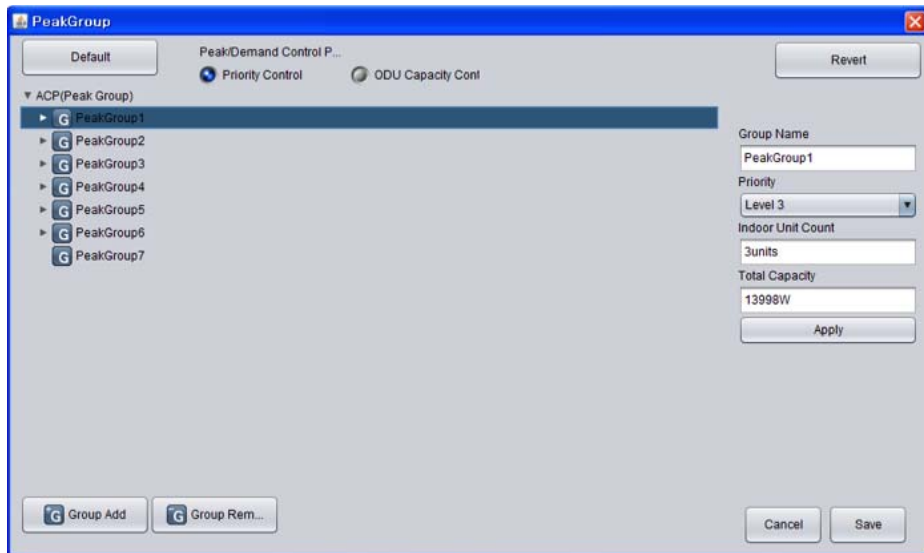 PeakGroup
Default
Peak/Demand Control P...
Priority Control
ODU Capacity Conf
Revert
ACP(Peak Group)
G PeakGroup1
G PeakGroup2
G PeakGroup3
G PeakGroup4
G PeakGroup5
G PeakGroup6
G PeakGroup7
Group Name
PeakGroup1
Priority
Level 3
Indoor Unit Count
3units
Total Capacity
13998W
Apply
G Group Add
G Group Rem...
Cancel
Save